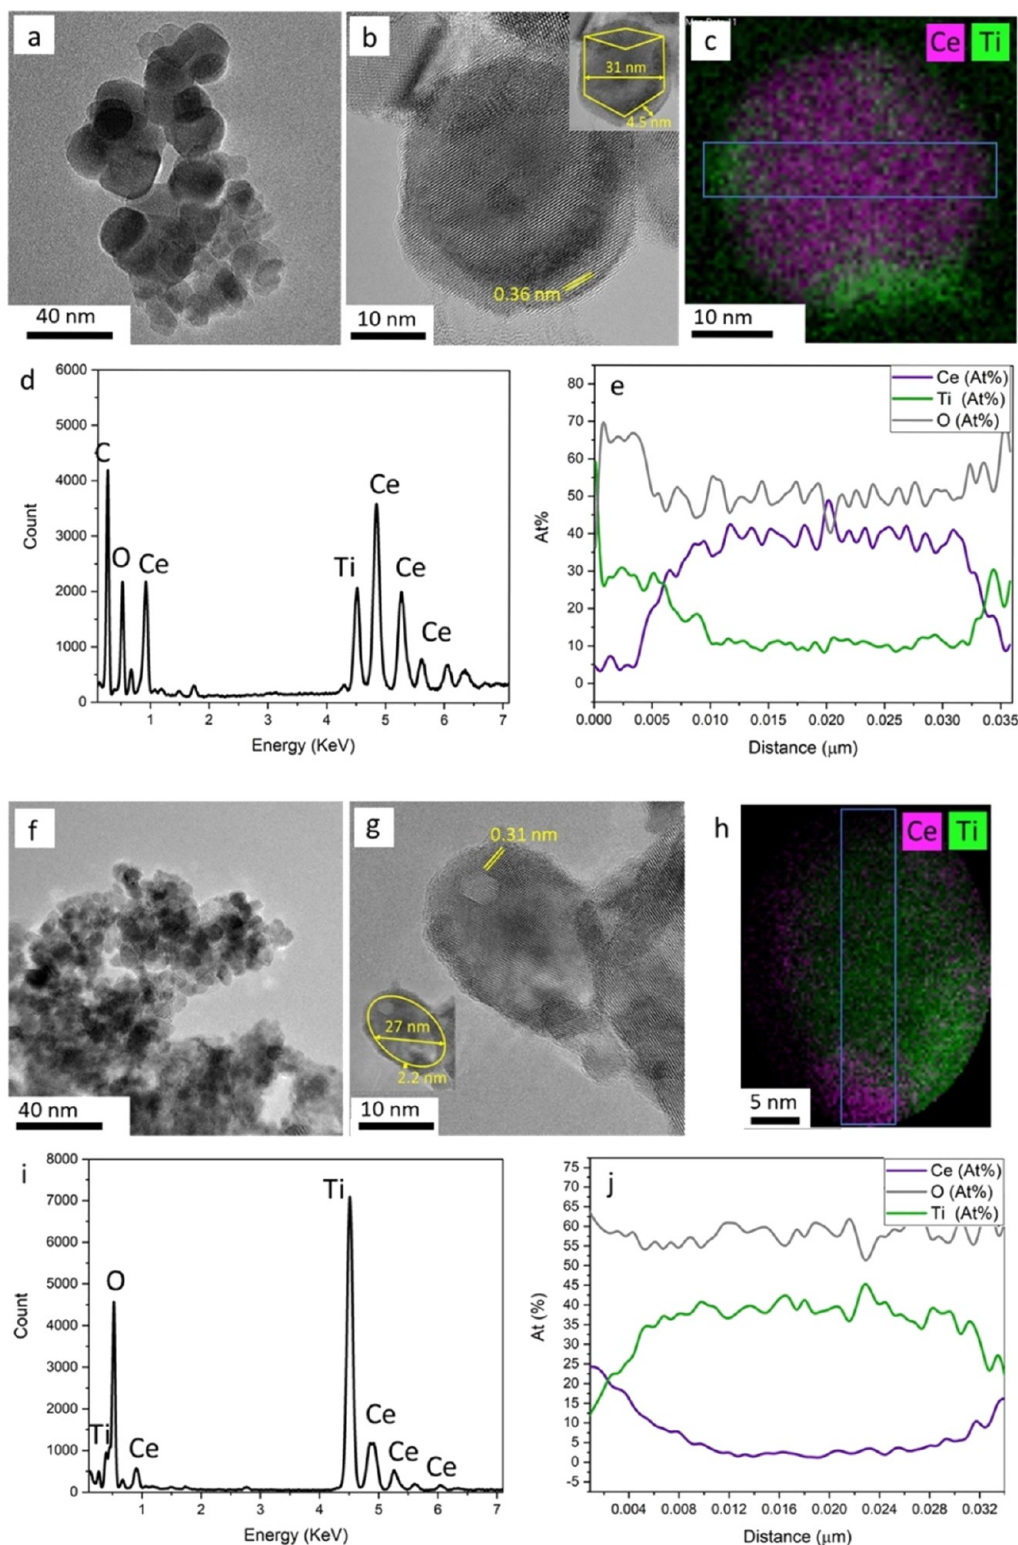 a
40 nm
b
31 nm
4.5 nm
0.36 nm
10 nm
c
Ce Ti
10 nm
d
6000
5000
4000
3000
2000
1000
0
Count
C
O
Ce
Ti
Ce
Ce
Ce
1 2 3 4 5 6 7
Energy (KeV)
e
Ce (At%)
Ti (At%)
O (At%)
80
70
60
50
40
30
20
10
0
At%
0.000 0.005 0.010 0.015 0.020 0.025 0.030 0.035
Distance (μm)
f
40 nm
g
0.31 nm
27 nm
2.2 nm
10 nm
h
Ce Ti
5 nm
i
8000
7000
6000
5000
4000
3000
2000
1000
0
Count
Ti
O
Ce
Ti
Ce
Ce
Ce
1 2 3 4 5 6 7
Energy (KeV)
j
Ce (At%)
O (At%)
Ti (At%)
75
70
65
60
55
50
45
40
35
30
25
20
15
10
5
0
-5
At (%)
0.004 0.008 0.012 0.016 0.020 0.024 0.028 0.032
Distance (μm)